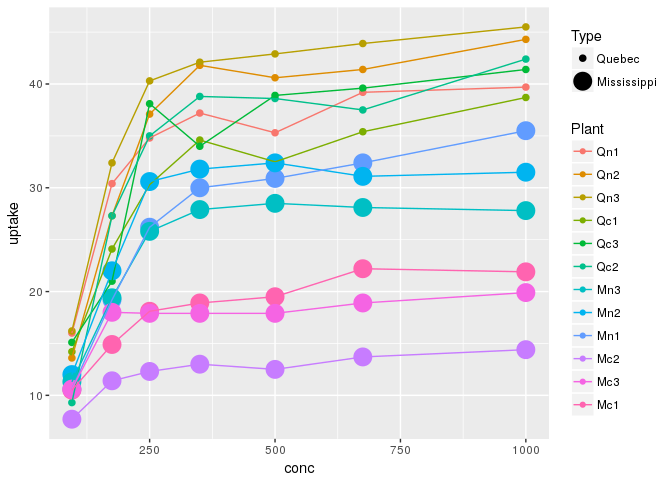 Type
Quebec
Mississippi
Plant
Qn1
Qn2
Qn3
Qc1
Qc3
Qc2
Mn3
Mn2
Mn1
Mc2
Mc3
Mc1
uptake
40
30
20
10
250
500
750
1000
conc